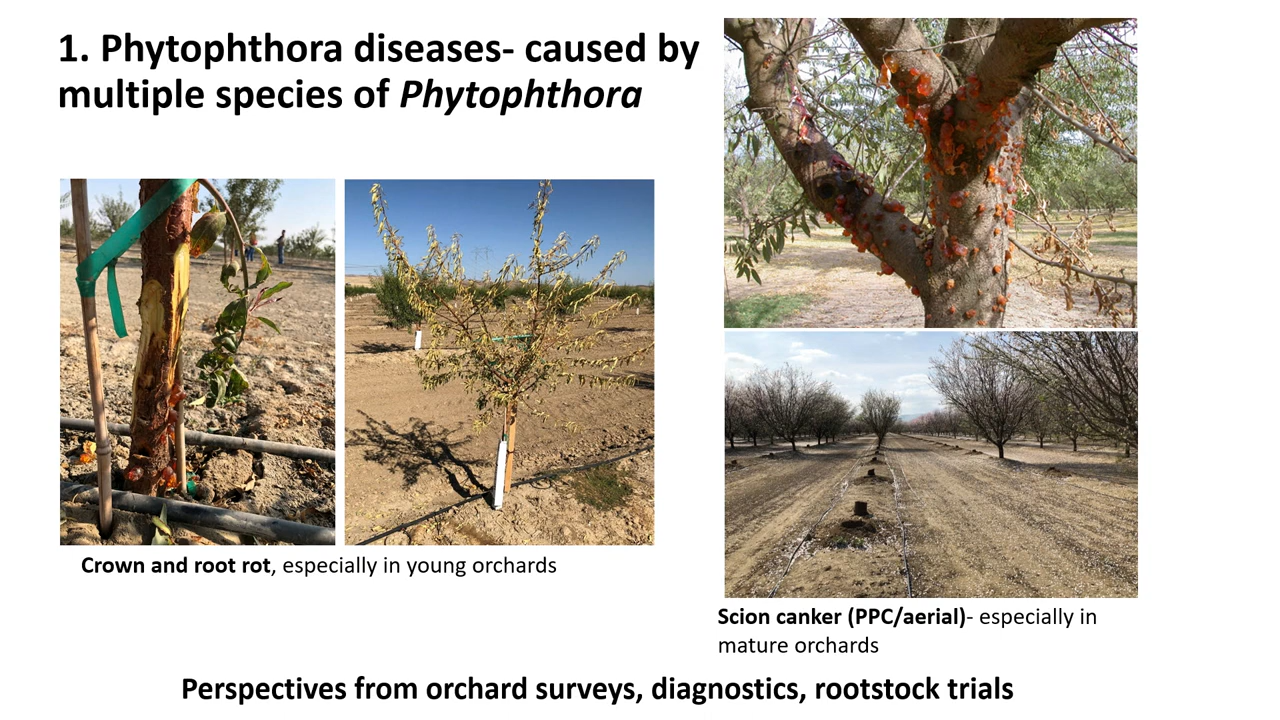 1. Phytophthora diseases- caused by
multiple species of Phytophthora
Crown and root rot, especially in young orchards
Scion canker (PPC/aerial)- especially in
mature orchards
Perspectives from orchard surveys, diagnostics, rootstock trials